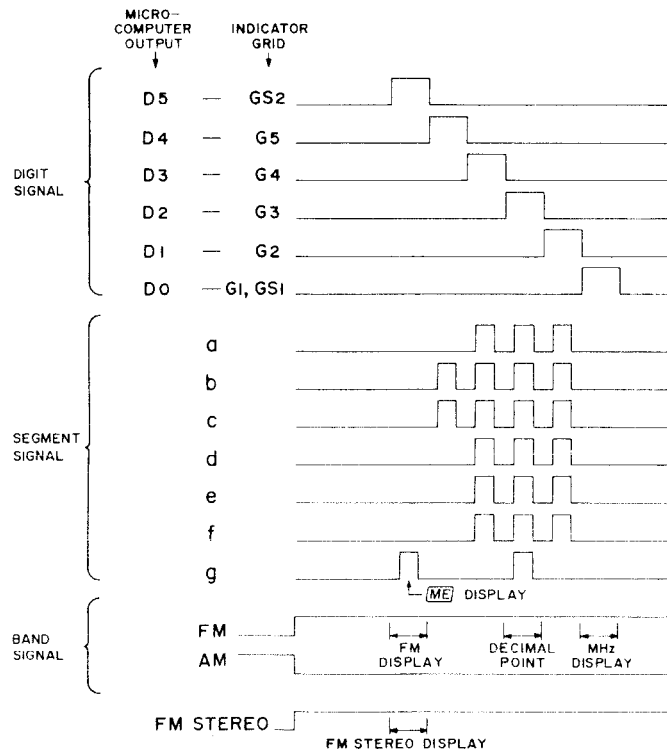 MICRO-
COMPUTER
OUTPUT
INDICATOR
GRID
DIGIT
SIGNAL
D5 — GS2
D4 — G5
D3 — G4
D2 — G3
D1 — G2
D0 — G1, GS1
SEGMENT
SIGNAL
a
b
c
d
e
f
g
ME DISPLAY
BAND
SIGNAL
FM
AM
FM
DISPLAY
DECIMAL
POINT
MHz
DISPLAY
FM STEREO
FM STEREO DISPLAY